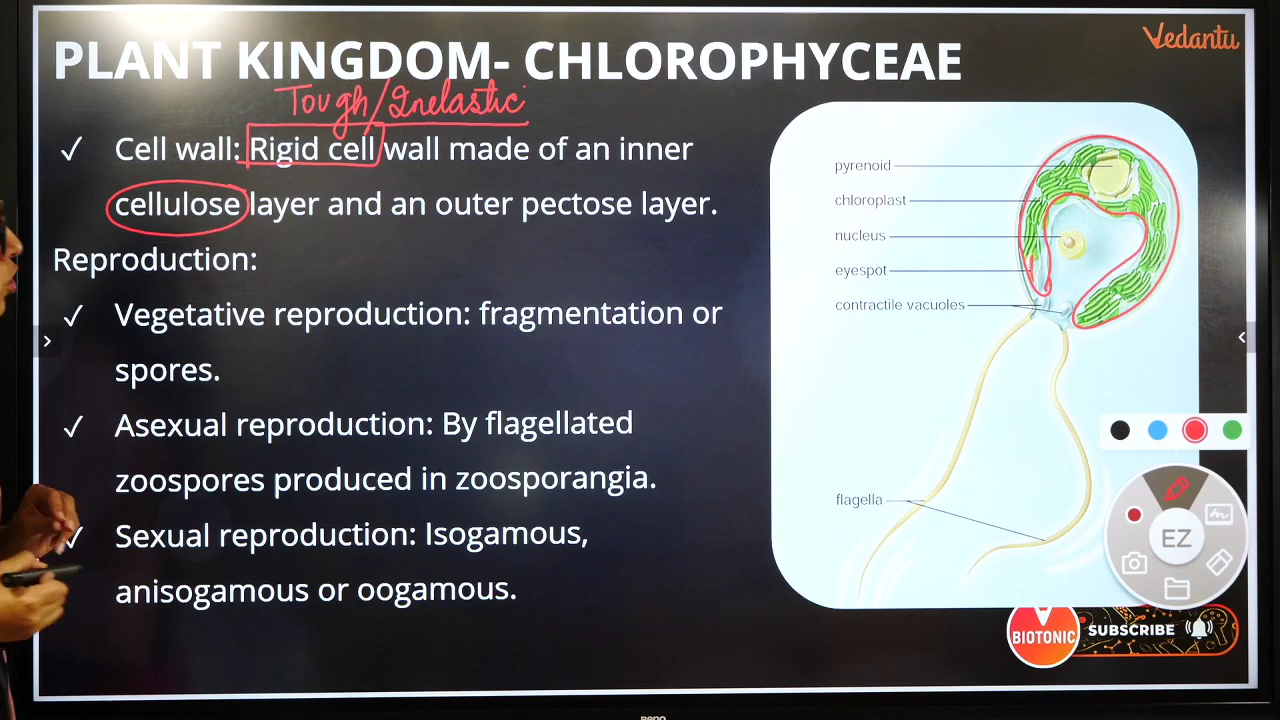 Vedantu
PLANT KINGDOM- CHLOROPHYCEAE
Tough/Inelastic
✓ Cell wall: Rigid cell wall made of an inner
cellulose layer and an outer pectose layer.
Reproduction:
✓ Vegetative reproduction: fragmentation or
spores.
✓ Asexual reproduction: By flagellated
zoospores produced in zoosporangia.
✓ Sexual reproduction: Isogamous,
anisogamous or oogamous.
pyrenoid
chloroplast
nucleus
eyespot
contractile vacuoles
flagella
EZ
BIOTONIC
SUBSCRIBE
BenQ